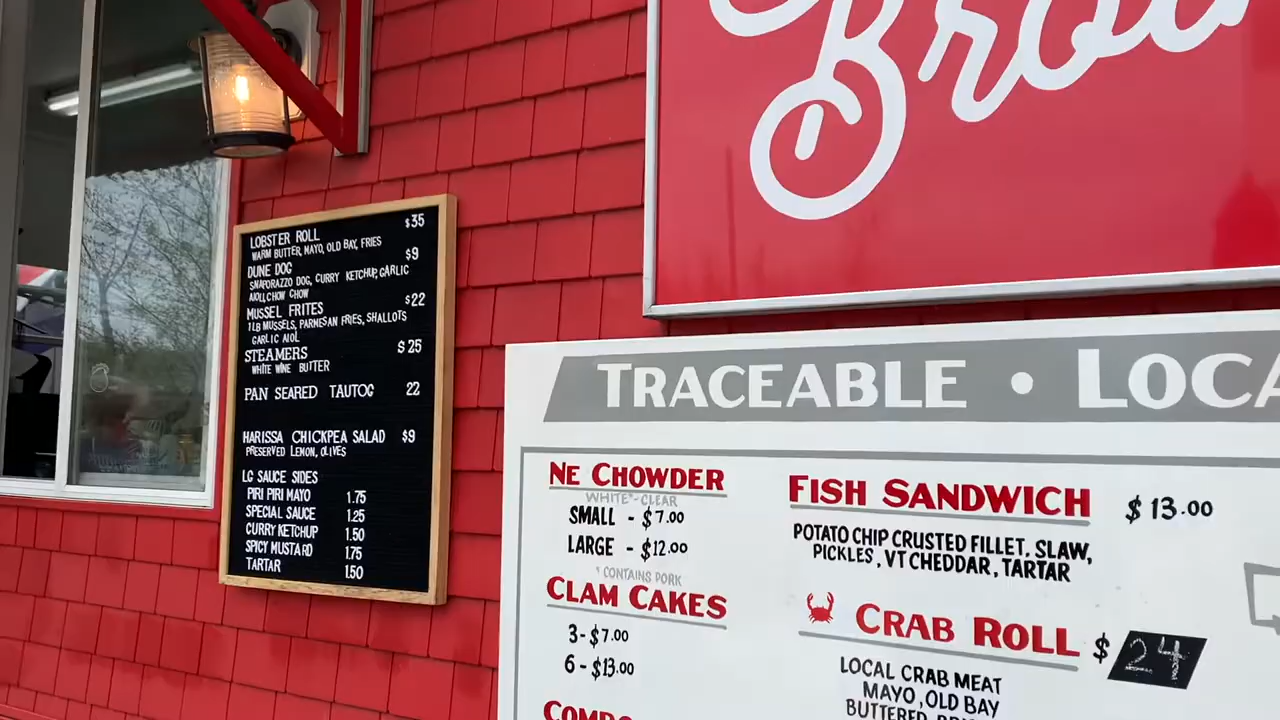 LOBSTER ROLL $35
WARM BUTTER, MAYO, OLD BAY, FRIES
DUNE DOG $9
SNAPORAZZO DOG, CURRY KETCHUP, GARLIC
AIOLI, CHOW CHOW
MUSSEL FRITES $22
1 LB MUSSELS, PARMESAN FRIES, SHALLOTS
GARLIC AIOL
STEAMERS $25
WHITE WINE BUTTER
PAN SEARED TAUTOG 22
HARISSA CHICKPEA SALAD $9
PRESERVED LEMON, OLIVES
LG SAUCE SIDES
PIRI PIRI MAYO 1.75
SPECIAL SAUCE 1.25
CURRY KETCHUP 1.50
SPICY MUSTARD 1.75
TARTAR 1.50
TRACEABLE •
NE CHOWDER
WHITE*-CLEAR
SMALL - $7.00
LARGE - $12.00
* CONTAINS PORK
CLAM CAKES
3 - $7.00
6 - $13.00
FISH SANDWICH $13.00
POTATO CHIP CRUSTED FILLET, SLAW,
PICKLES, VT CHEDDAR, TARTAR
CRAB ROLL $24
LOCAL CRAB MEAT
MAYO, OLD BAY
BUTTERED